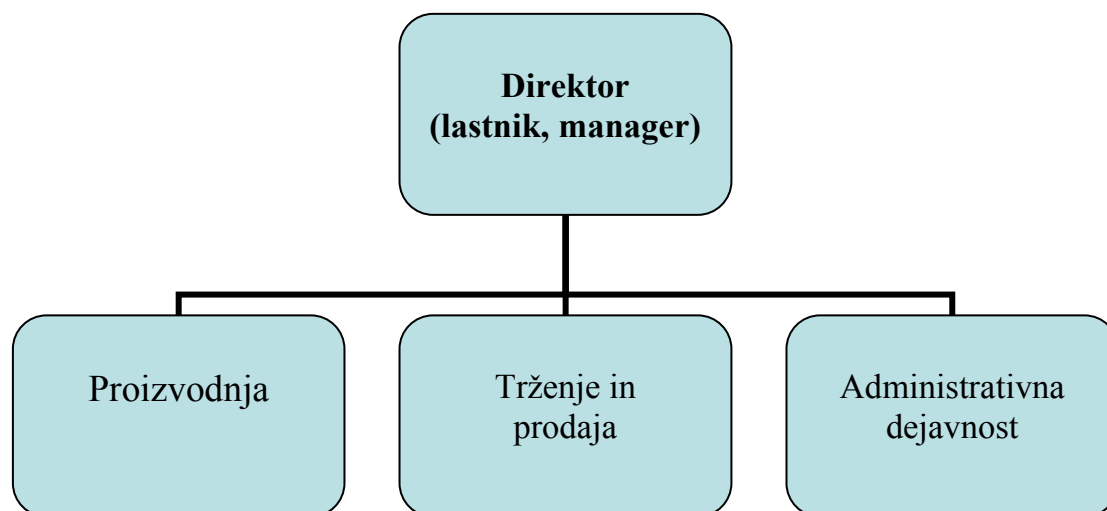 Direktor
(lastnik, manager)
Proizvodnja
Trženje in
prodaja
Administrativna
dejavnost